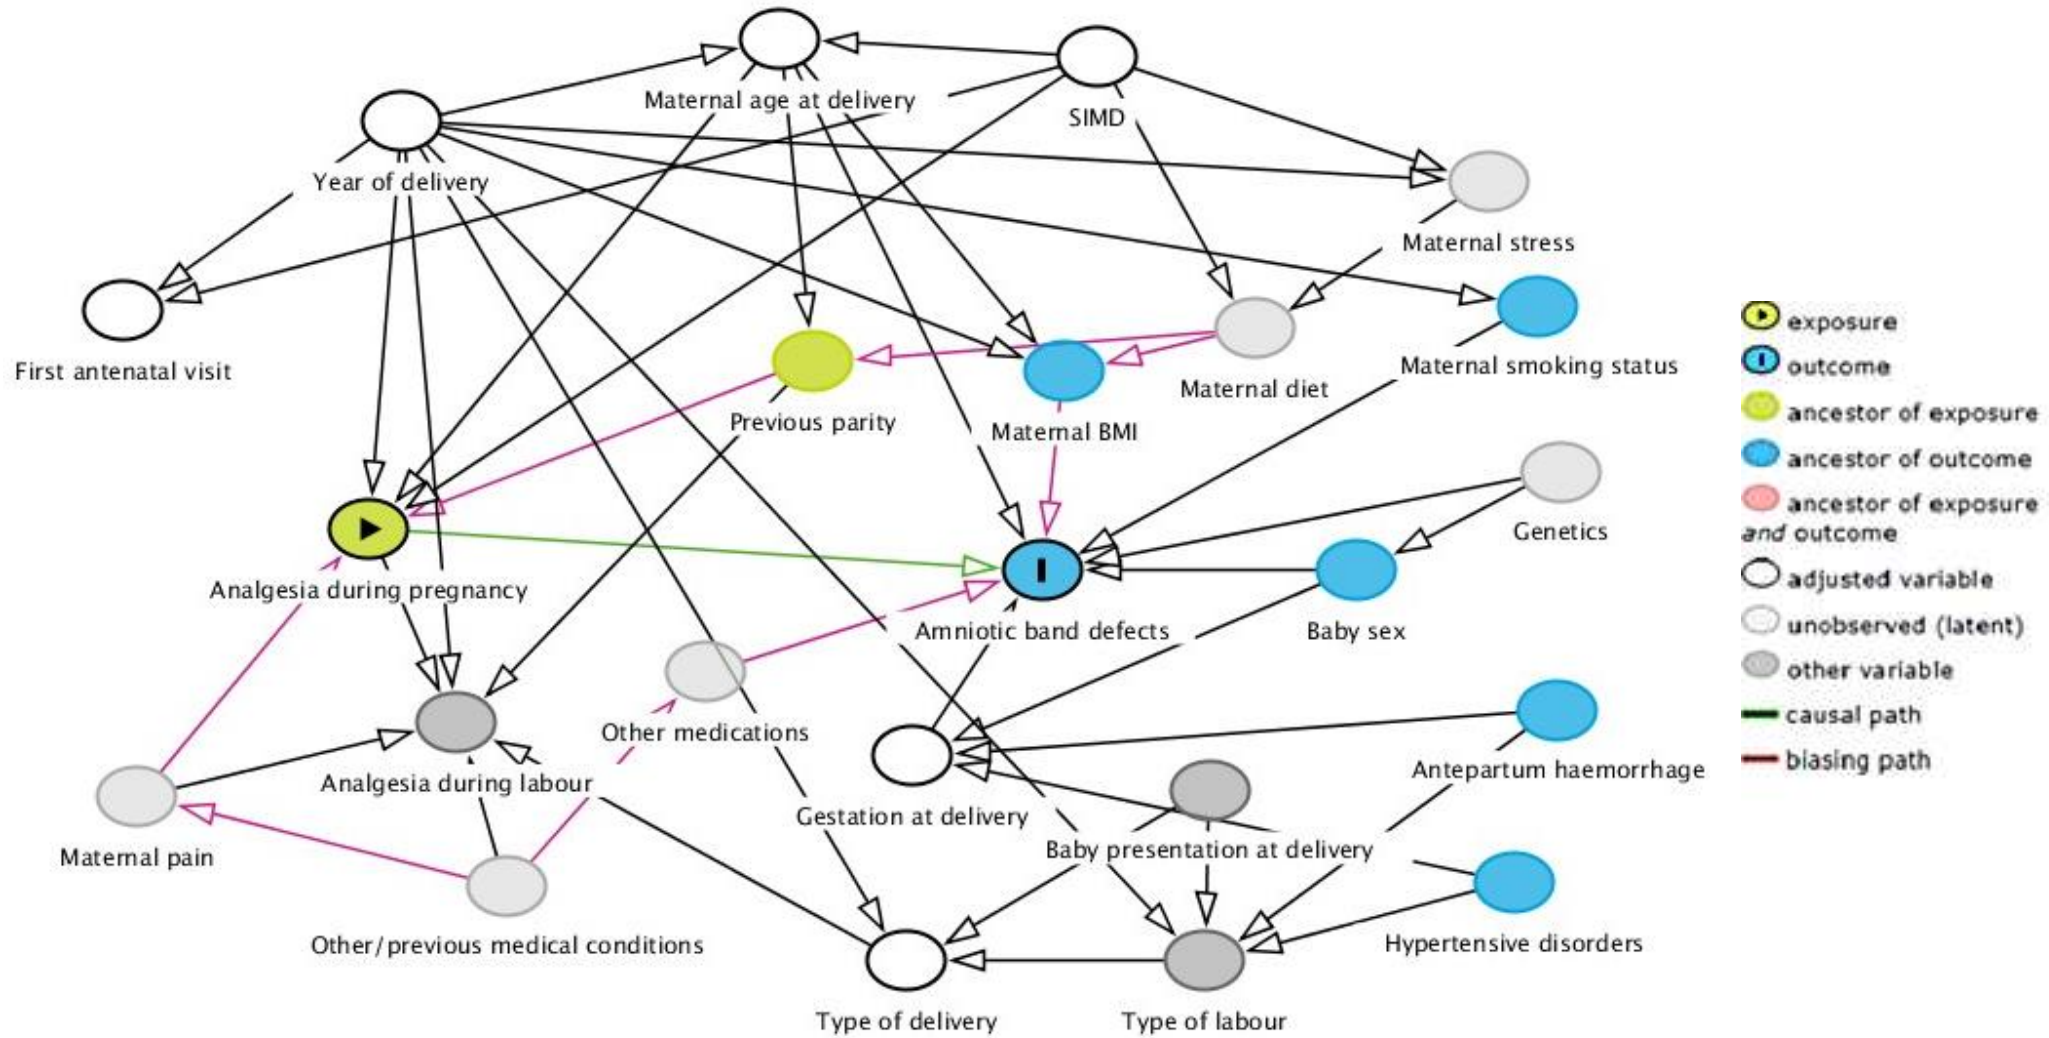 Maternal age at delivery
SIMD
Year of delivery
Maternal stress
First antenatal visit
Maternal smoking status
Maternal diet
Previous parity
Maternal BMI
Genetics
Analgesia during pregnancy
Amniotic band defects
Baby sex
Other medications
Analgesia during labour
Antepartum haemorrhage
Gestation at delivery
Maternal pain
Baby presentation at delivery
Other/previous medical conditions
Hypertensive disorders
Type of delivery
Type of labour
exposure
outcome
ancestor of exposure
ancestor of outcome
ancestor of exposure
and outcome
adjusted variable
unobserved (latent)
other variable
causal path
biasing path